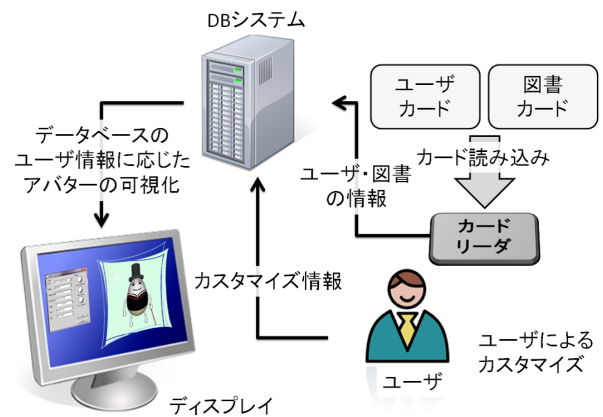 DBシステム
ユーザ
カード
図書
カード
カード読み込み
データベースの
ユーザ情報に応じた
アバターの可視化
ユーザ・図書
の情報
カード
リーダ
カスタマイズ情報
ユーザによる
カスタマイズ
ユーザ
ディスプレイ